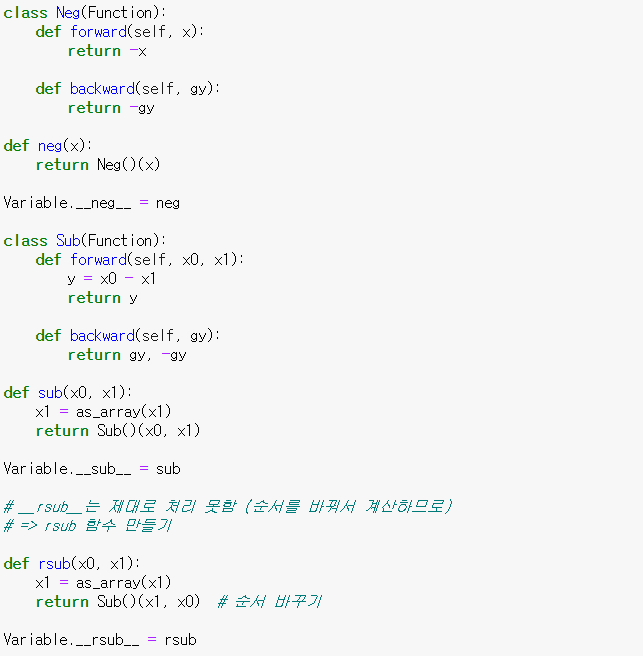 class Neg(Function):
    def forward(self, x):
        return -x

    def backward(self, gy):
        return -gy

def neg(x):
    return Neg()(x)

Variable.__neg__ = neg

class Sub(Function):
    def forward(self, x0, x1):
        y = x0 - x1
        return y

    def backward(self, gy):
        return gy, -gy

def sub(x0, x1):
    x1 = as_array(x1)
    return Sub()(x0, x1)

Variable.__sub__ = sub

# __rsub__는 제대로 처리 못함 (순서를 바꿔서 계산하므로)
# => rsub 함수 만들기

def rsub(x0, x1):
    x1 = as_array(x1)
    return Sub()(x1, x0)  # 순서 바꾸기

Variable.__rsub__ = rsub